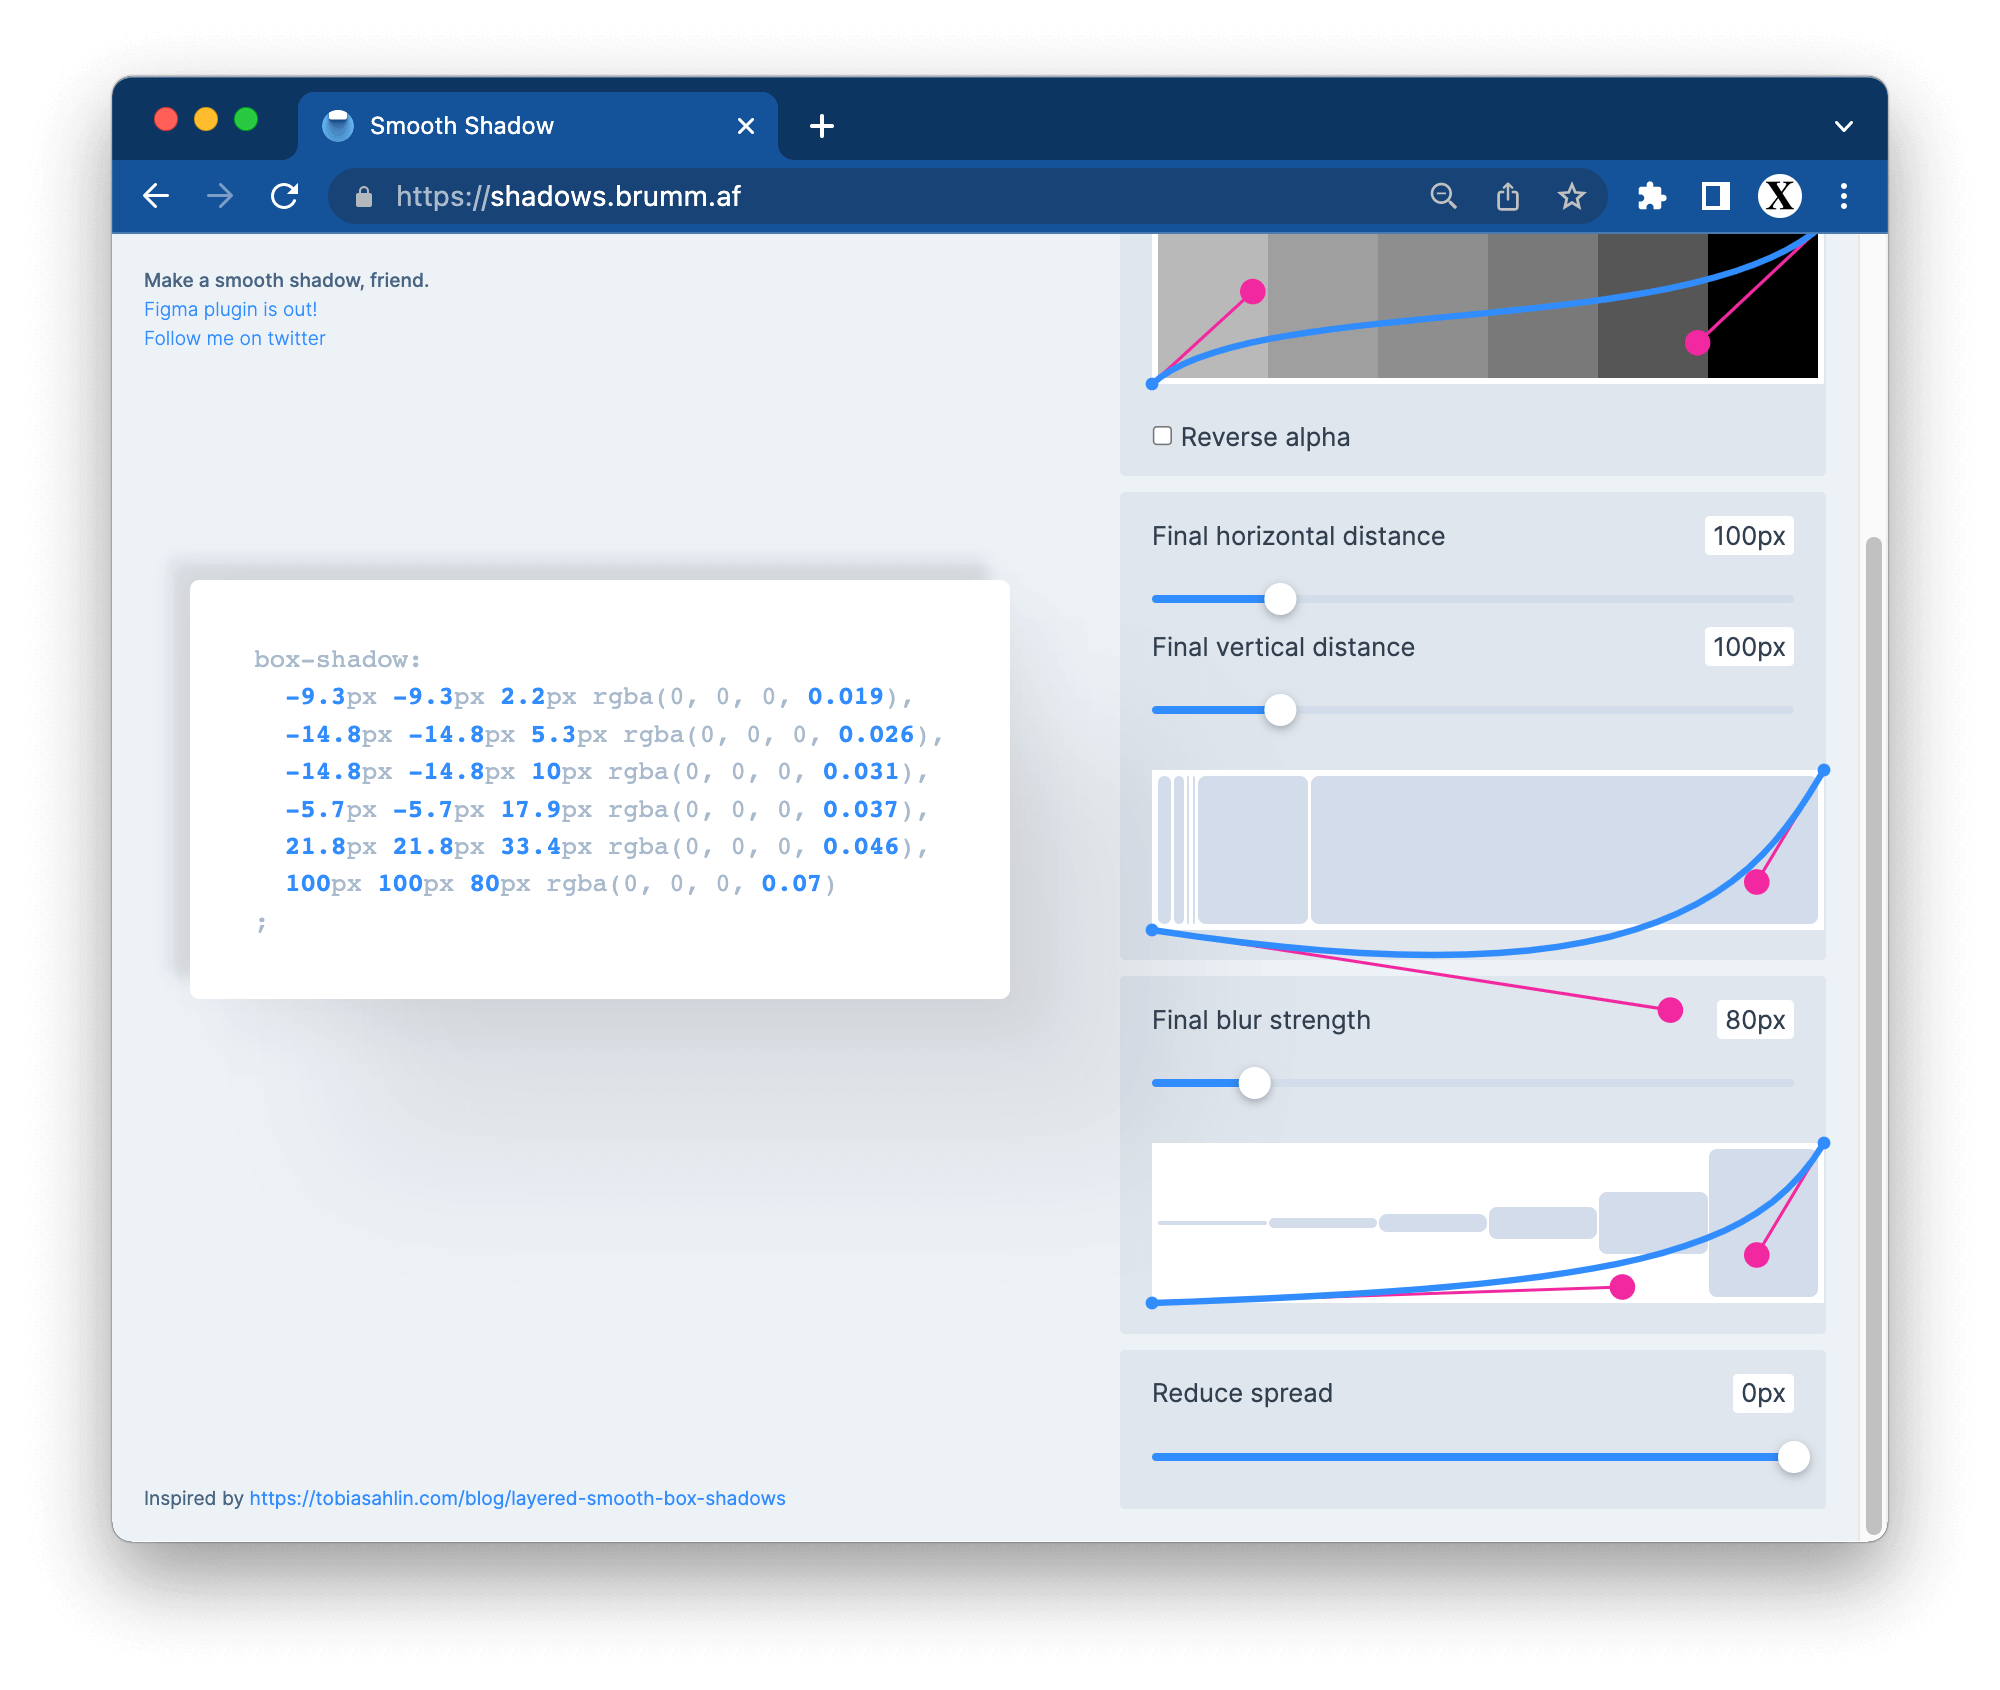 Smooth Shadow
https://shadows.brumm.af
X
Make a smooth shadow, friend.
Figma plugin is out!
Follow me on twitter
box-shadow:
-9.3px -9.3px 2.2px rgba(0, 0, 0, 0.019),
-14.8px -14.8px 5.3px rgba(0, 0, 0, 0.026),
-14.8px -14.8px 10px rgba(0, 0, 0, 0.031),
-5.7px -5.7px 17.9px rgba(0, 0, 0, 0.037),
21.8px 21.8px 33.4px rgba(0, 0, 0, 0.046),
100px 100px 80px rgba(0, 0, 0, 0.07)
;
Inspired by https://tobiasahlin.com/blog/layered-smooth-box-shadows
Reverse alpha
Final horizontal distance 100px
Final vertical distance 100px
Final blur strength 80px
Reduce spread 0px